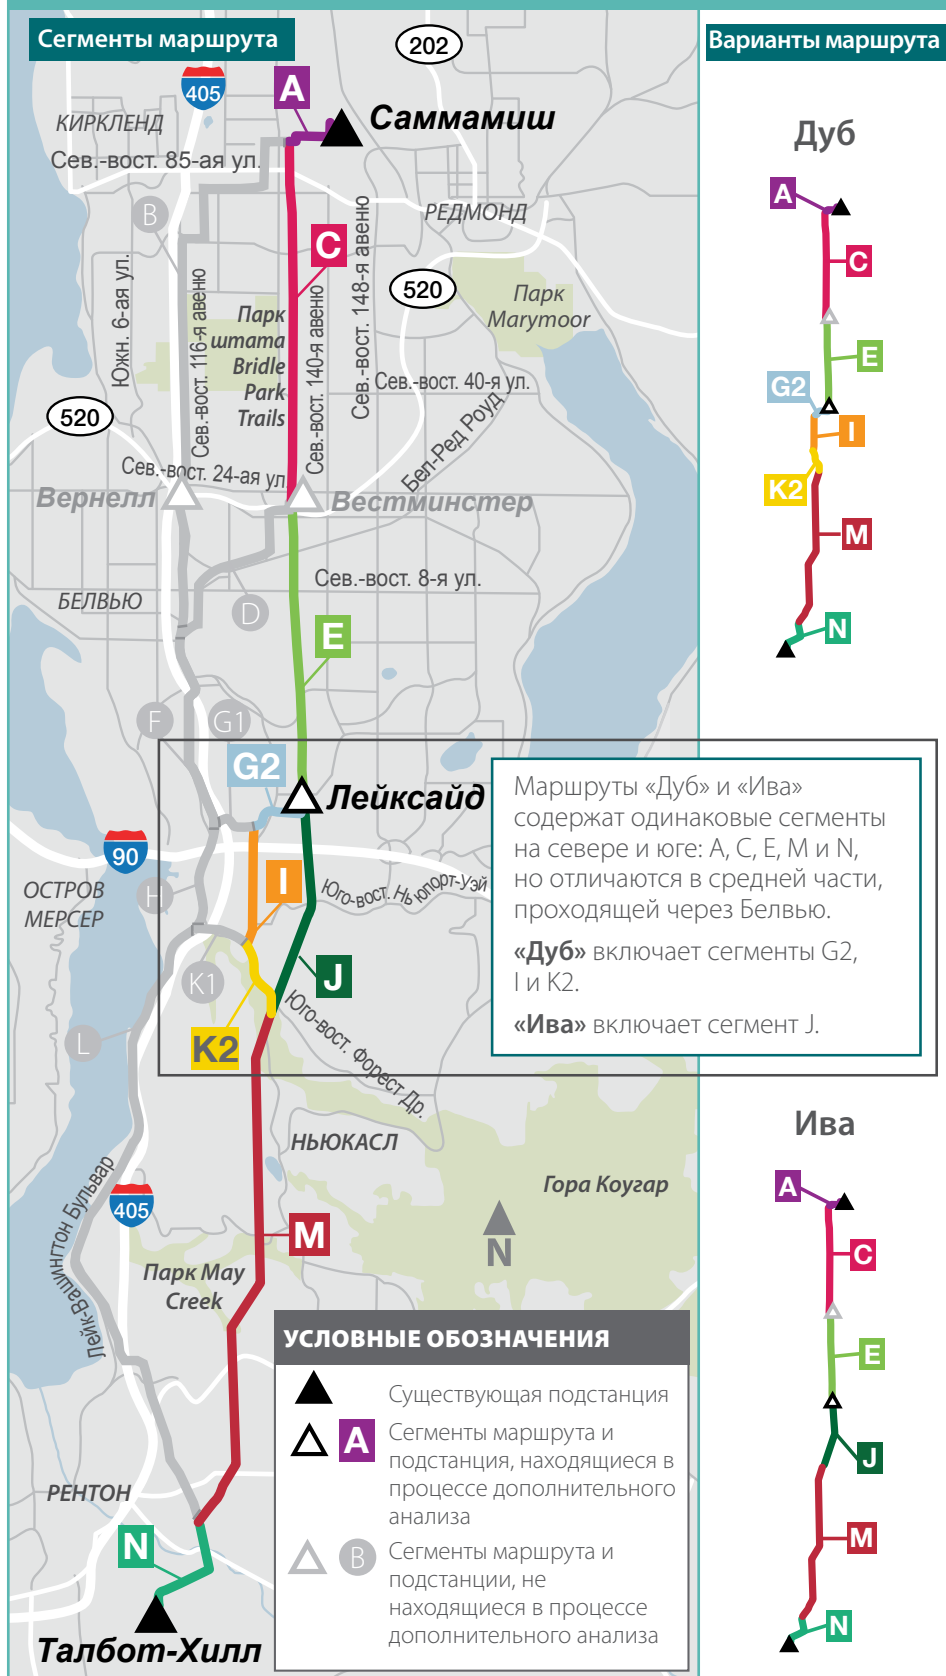 Сегменты маршрута
Варианты маршрута
202
405
A
Саммамиш
КИРКЛЕНД
Сев.-вост. 85-ая ул.
B
РЕДМОНД
C
Южн. 6-ая ул.
Сев.-вост. 116-я авеню
Сев.-вост. 140-я авеню
Сев.-вост. 148-я авеню
520
Парк
Marymoor
Парк
штата
Bridle
Park
Trails
Сев.-вост. 40-я ул.
520
Бел-Ред Роуд
Сев.-вост. 24-ая ул.
Вернелл
Вестминстер
Сев.-вост. 8-я ул.
БЕЛВЬЮ
D
E
F
G1
G2
Лейксайд
90
ОСТРОВ
МЕРСЕР
H
I
Юго-вост. Ньюпорт-Уэй
K1
J
K2
L
Юго-вост. Форест Др.
НЬЮКАСЛ
Гора Коугар
Лейк-Вашингтон Бульвар
405
M
N
Парк May
Creek
РЕНТОН
N
Талбот-Хилл
Маршруты «Дуб» и «Ива»
содержат одинаковые сегменты
на севере и юге: A, C, E, M и N,
но отличаются в средней части,
проходящей через Белвью.
«Дуб» включает сегменты G2,
I и K2.
«Ива» включает сегмент J.
УСЛОВНЫЕ ОБОЗНАЧЕНИЯ
Существующая подстанция
A
Сегменты маршрута и
подстанция, находящиеся в
процессе дополнительного
анализа
B
Сегменты маршрута и
подстанции, не
находящиеся в процессе
дополнительного анализа
Дуб
A
C
E
G2
I
K2
M
N
Ива
A
C
E
J
M
N